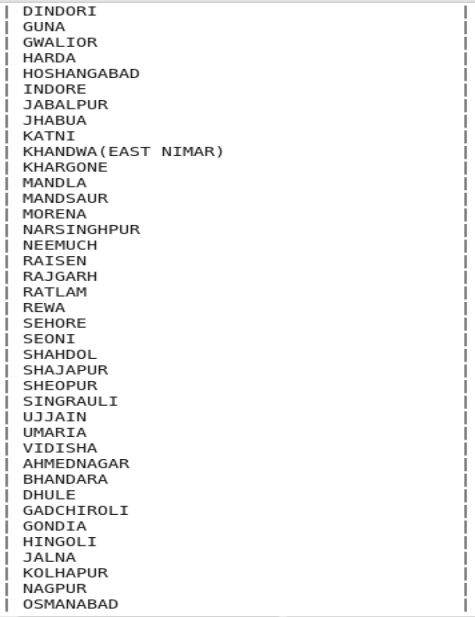 | DINDORI |
| GUNA |
| GWALIOR |
| HARDA |
| HOSHANGABAD |
| INDORE |
| JABALPUR |
| JHABUA |
| KATNI |
| KHANDWA(EAST NIMAR) |
| KHARGONE |
| MANDLA |
| MANDSAUR |
| MORENA |
| NARSINGHPUR |
| NEEMUCH |
| RAISEN |
| RAJGARH |
| RATLAM |
| REWA |
| SEHORE |
| SEONI |
| SHAHDOL |
| SHAJAPUR |
| SHEOPUR |
| SINGRAULI |
| UJJAIN |
| UMARIA |
| VIDISHA |
| AHMEDNAGAR |
| BHANDARA |
| DHULE |
| GADCHIROLI |
| GONDIA |
| HINGOLI |
| JALNA |
| KOLHAPUR |
| NAGPUR |
| OSMANABAD |